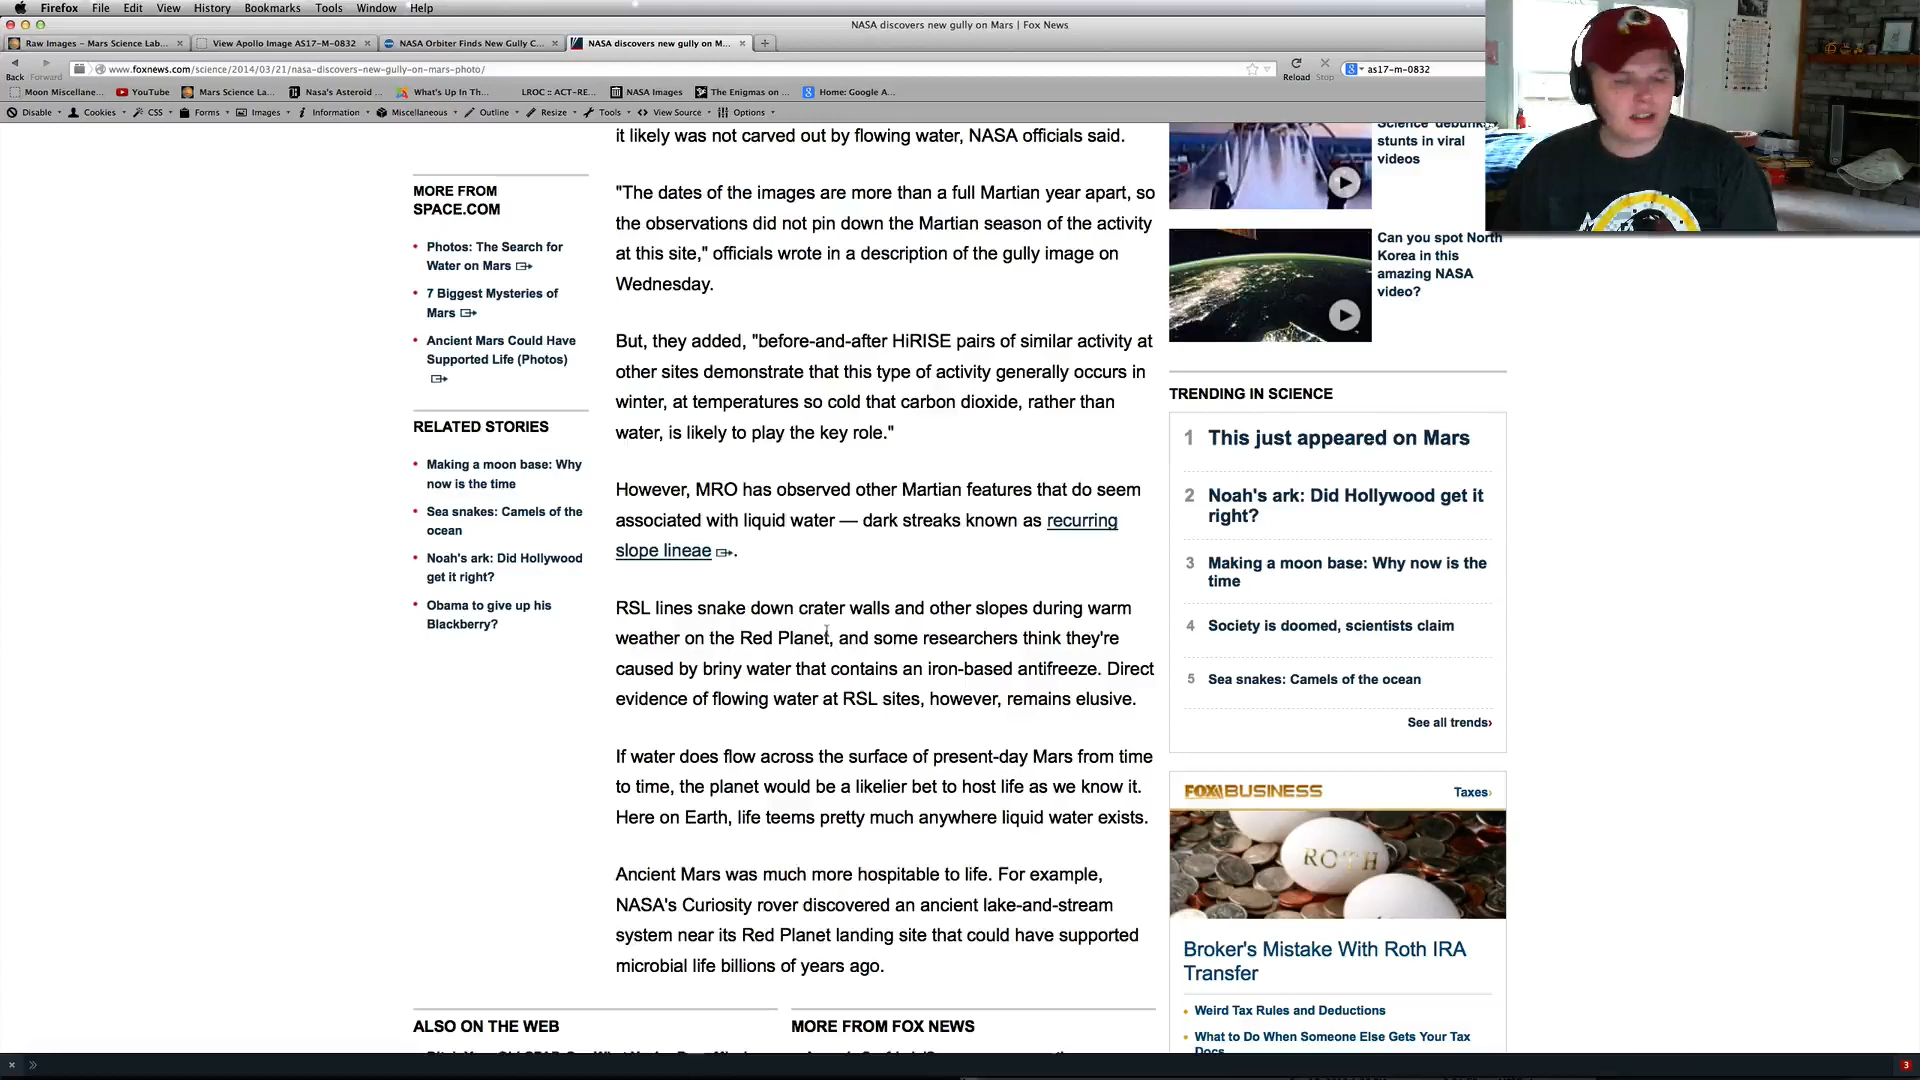 Firefox File Edit View History Bookmarks Tools Window Help
NASA discovers new gully on Mars | Fox News
Raw Images – Mars Science Lab... View Apollo Image AS17-M-0832 NASA Orbiter Finds New Gully C... NASA discovers new gully on M...
www.foxnews.com/science/2014/03/21/nasa-discovers-new-gully-on-mars-photo/ as17-m-0832
Back Forward Reload Stop
Moon Miscellane... YouTube Mars Science La... Nasa's Asteroid ... What's Up In Th... LROC :: ACT-RE... NASA Images The Enigmas on ... Home: Google A...
Disable Cookies CSS Forms Images Information Miscellaneous Outline Resize Tools View Source Options
it likely was not carved out by flowing water, NASA officials said.
"The dates of the images are more than a full Martian year apart, so
the observations did not pin down the Martian season of the activity
at this site," officials wrote in a description of the gully image on
Wednesday.
But, they added, "before-and-after HiRISE pairs of similar activity at
other sites demonstrate that this type of activity generally occurs in
winter, at temperatures so cold that carbon dioxide, rather than
water, is likely to play the key role."
However, MRO has observed other Martian features that do seem
associated with liquid water — dark streaks known as recurring
slope lineae .
RSL lines snake down crater walls and other slopes during warm
weather on the Red Planet, and some researchers think they're
caused by briny water that contains an iron-based antifreeze. Direct
evidence of flowing water at RSL sites, however, remains elusive.
If water does flow across the surface of present-day Mars from time
to time, the planet would be a likelier bet to host life as we know it.
Here on Earth, life teems pretty much anywhere liquid water exists.
Ancient Mars was much more hospitable to life. For example,
NASA's Curiosity rover discovered an ancient lake-and-stream
system near its Red Planet landing site that could have supported
microbial life billions of years ago.
MORE FROM
SPACE.COM
Photos: The Search for
Water on Mars
7 Biggest Mysteries of
Mars
Ancient Mars Could Have
Supported Life (Photos)
RELATED STORIES
Making a moon base: Why
now is the time
Sea snakes: Camels of the
ocean
Noah's ark: Did Hollywood
get it right?
Obama to give up his
Blackberry?
Science debunks
stunts in viral
videos
Can you spot North
Korea in this
amazing NASA
video?
TRENDING IN SCIENCE
1 This just appeared on Mars
2 Noah's ark: Did Hollywood get it
right?
3 Making a moon base: Why now is the
time
4 Society is doomed, scientists claim
5 Sea snakes: Camels of the ocean
See all trends›
FOX BUSINESS Taxes›
ROTH
Broker's Mistake With Roth IRA
Transfer
Weird Tax Rules and Deductions
What to Do When Someone Else Gets Your Tax
Docs
ALSO ON THE WEB
MORE FROM FOX NEWS
3